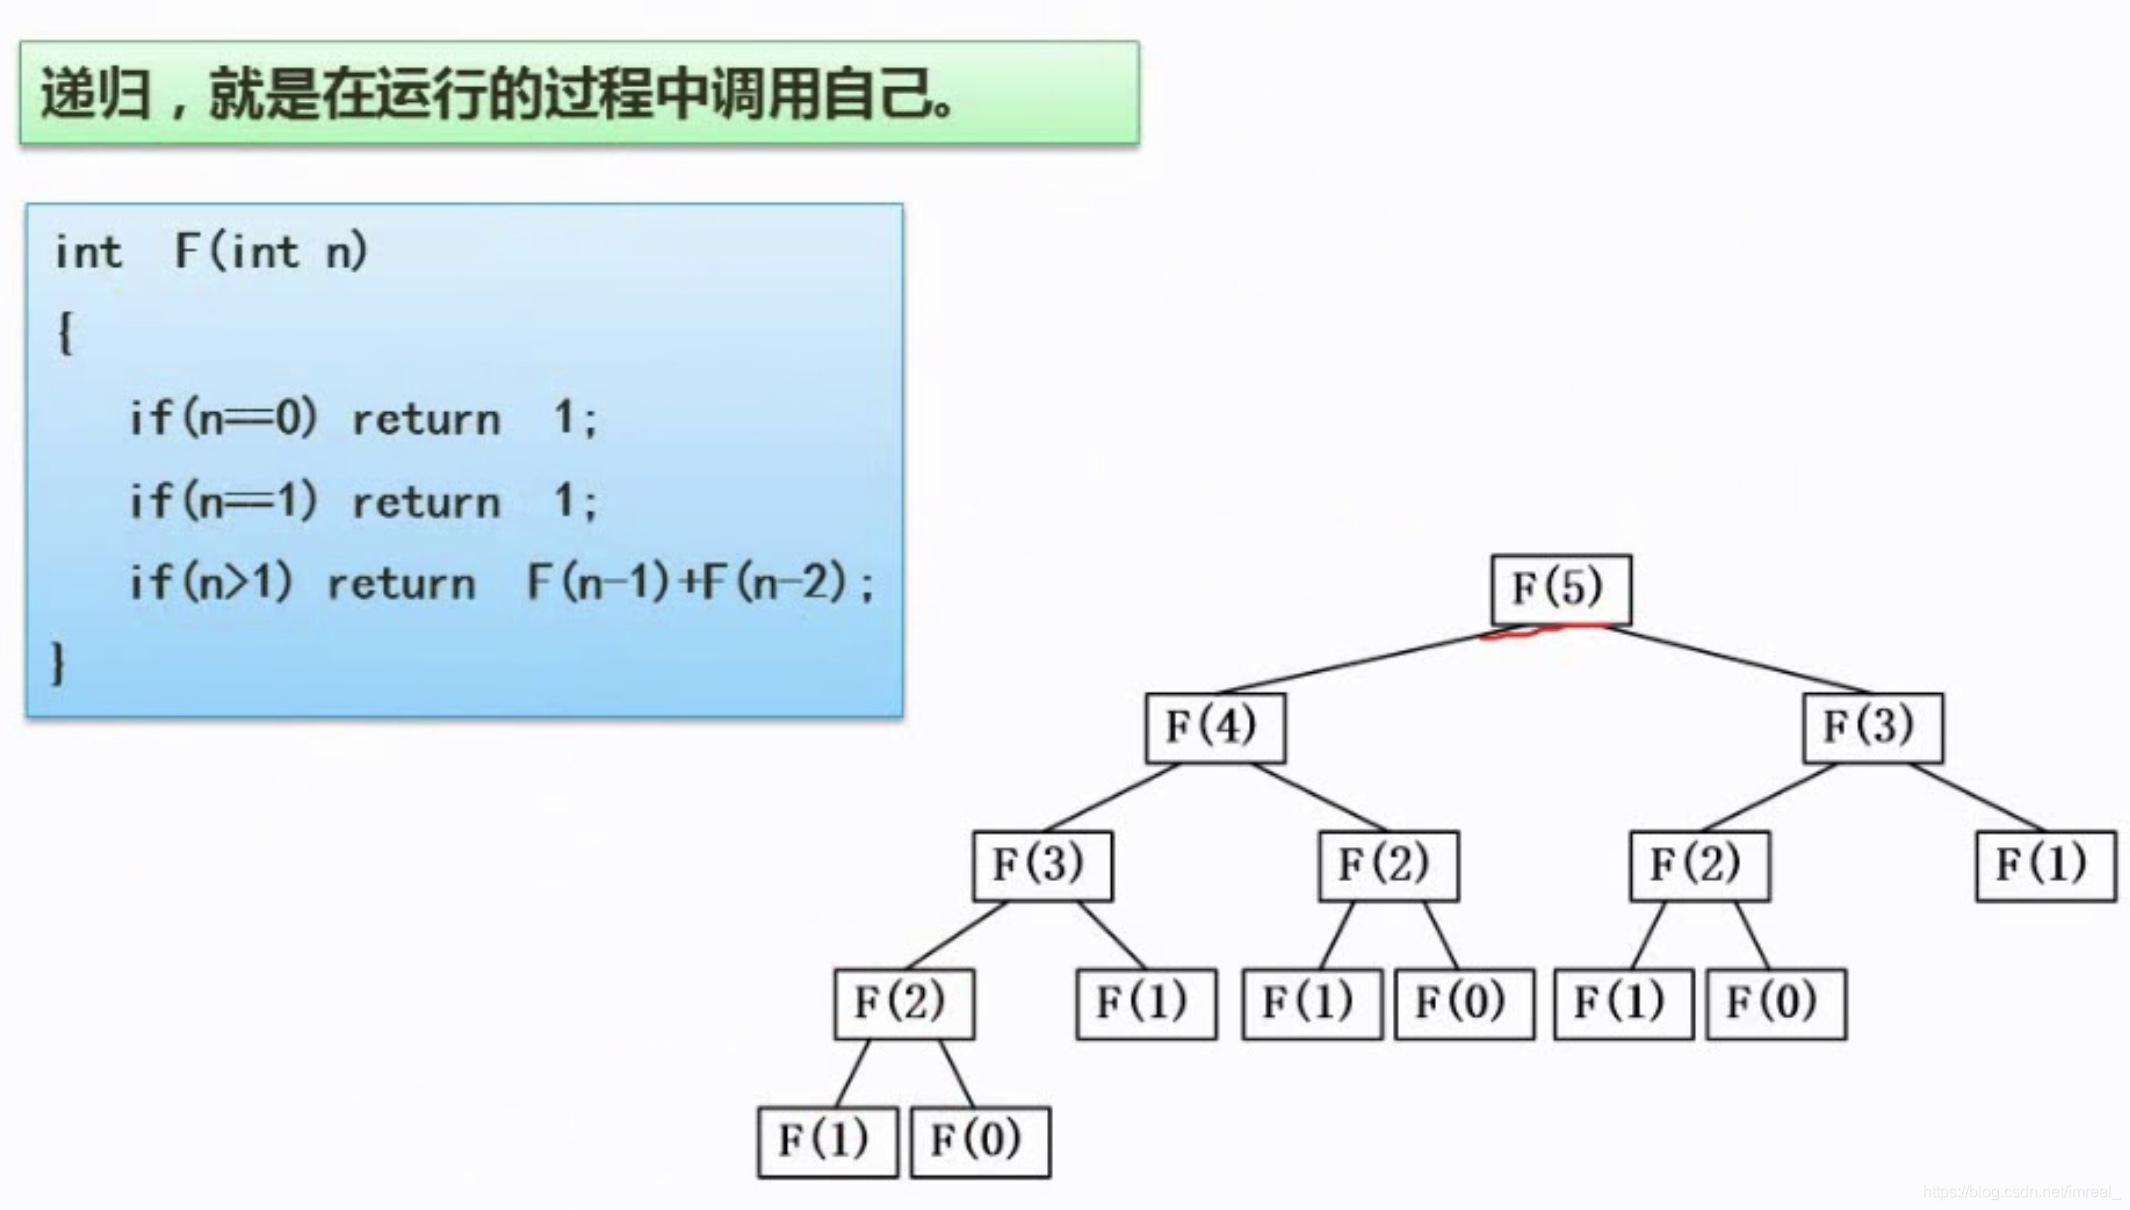 递归，就是在运行的过程中调用自己。
int F(int n)
{
if(n==0) return 1;
if(n==1) return 1;
if(n>1) return F(n-1)+F(n-2);
}
F(5)
F(4) F(3)
F(3) F(2) F(2) F(1)
F(2) F(1) F(1) F(0) F(1) F(0)
F(1) F(0)
https://blog.csdn.net/imreal_